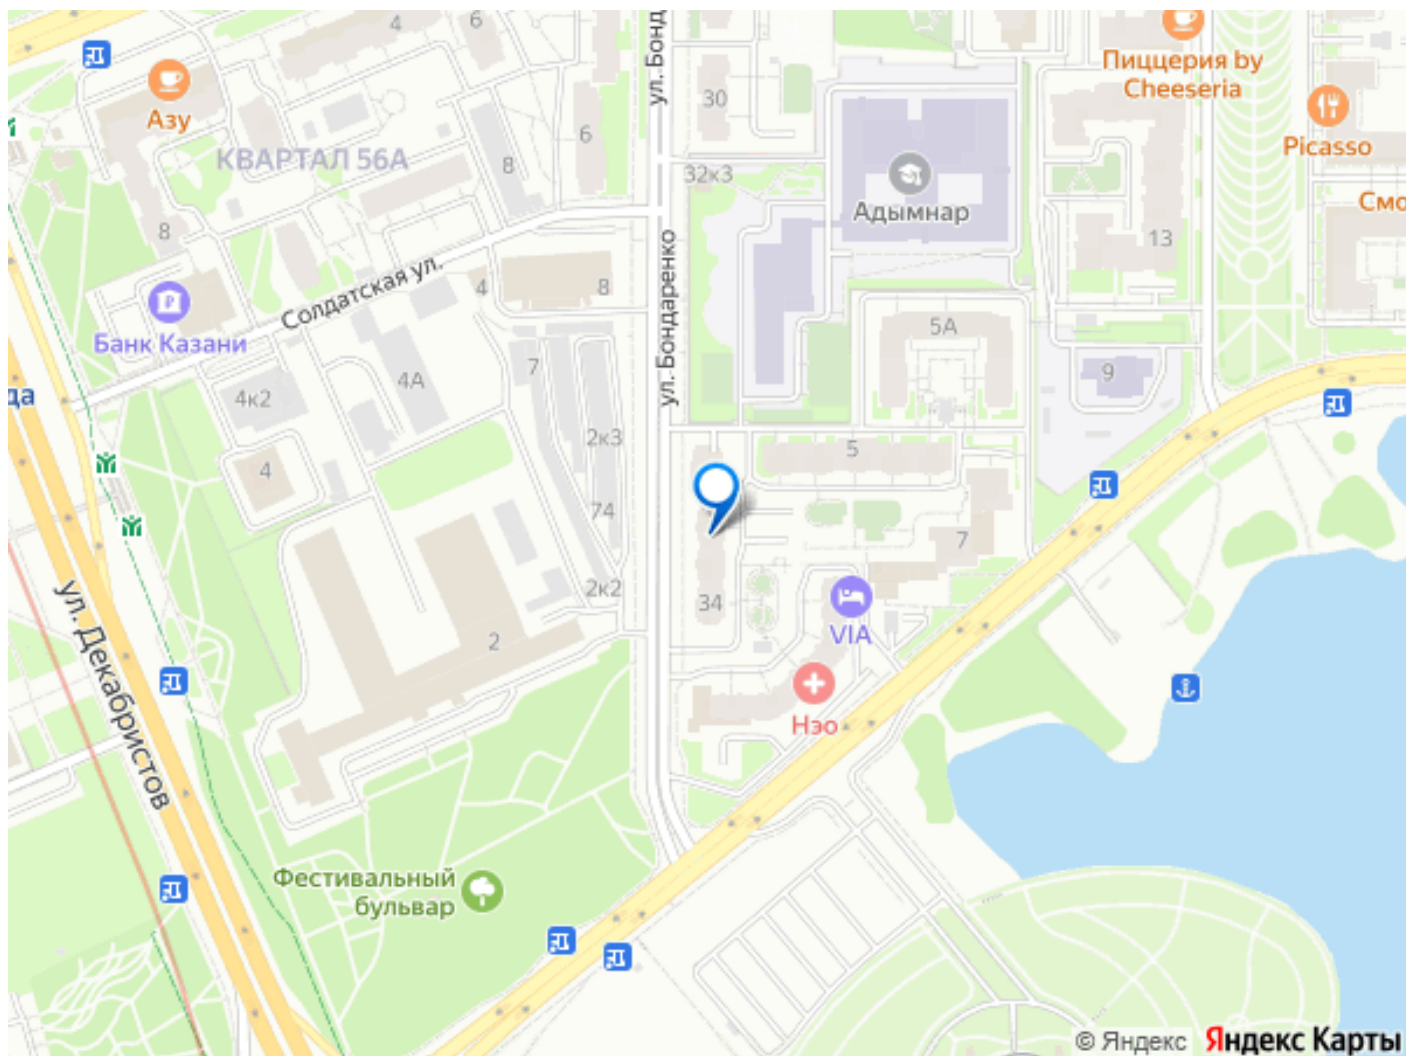 4
6
ул. Бонд
Пиццерия by
Cheeseria
30
Азу
6
Picasso
КВАРТАЛ 56А
8
32к3
Адымнар
Смо
8
13
ул. Бондаренко
Солдатская ул.
4
8
Банк Казани
5А
7
4А
9
да
4к2
2к3
5
4
74
7
2к2
34
VIA
2
ул. Декабристов
Нэо
Фестивальный
бульвар
© Яндекс Яндекс Карты